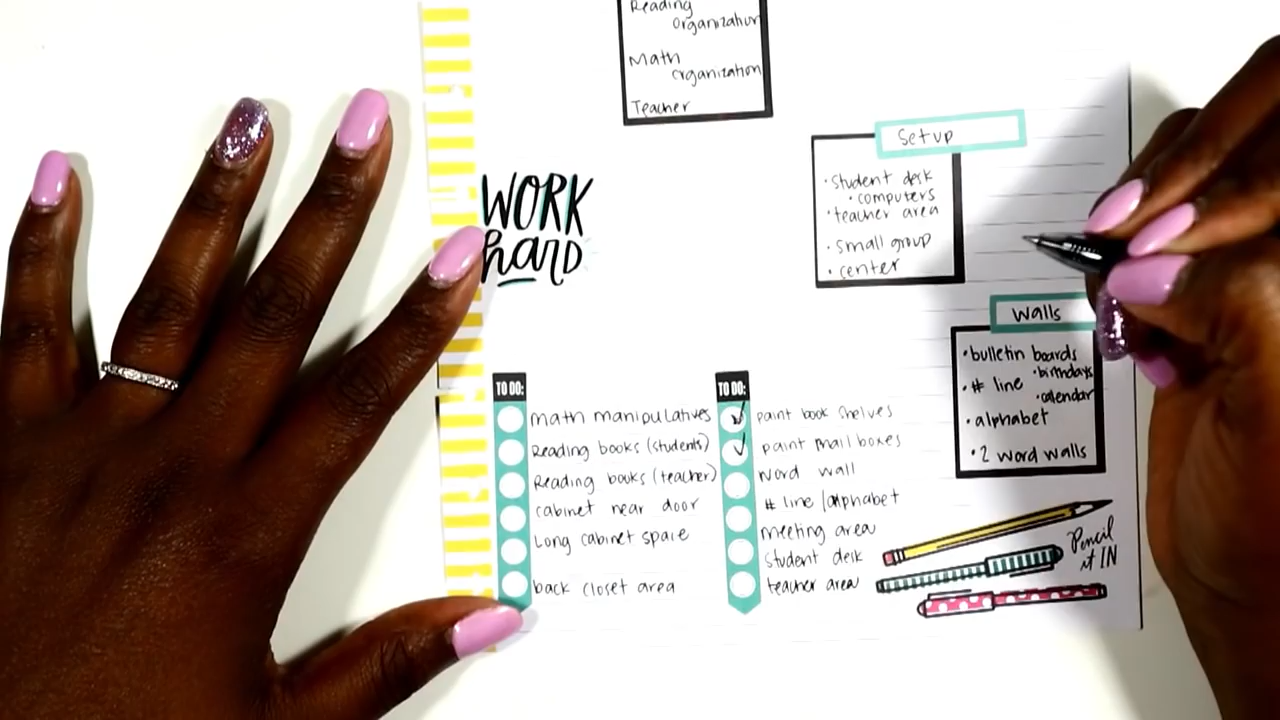 Reading
organization
Math
organization
Teacher
Setup
• student desk
• computers
• teacher area
• small group
• center
WORK
hard
Walls
• bulletin boards
• birthdays
• # line
• calendar
• alphabet
• 2 word walls
TO DO:
math manipulatives
Reading books (students)
Reading books (teacher)
cabinet near door
Long cabinet space
back closet area
TO DO:
paint book shelves
paint mail boxes
word wall
# line/alphabet
meeting area
student desk
teacher area
Pencil
it IN